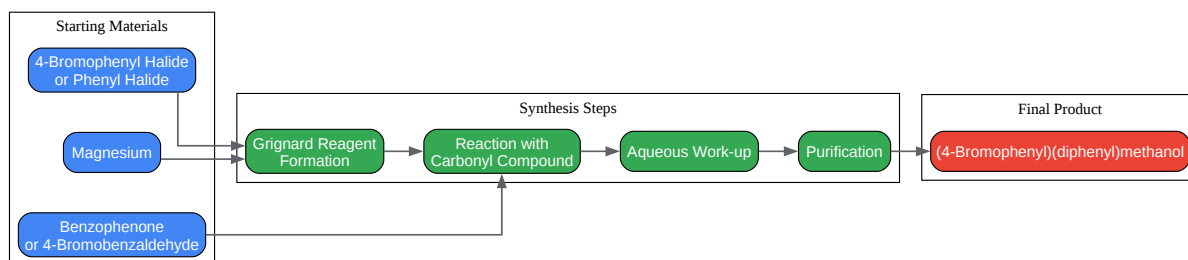 Starting Materials
4-Bromophenyl Halide
or Phenyl Halide
Magnesium
Benzophenone
or 4-Bromobenzaldehyde
Synthesis Steps
Grignard Reagent
Formation
Reaction with
Carbonyl Compound
Aqueous Work-up
Purification
Final Product
(4-Bromophenyl)(diphenyl)methanol